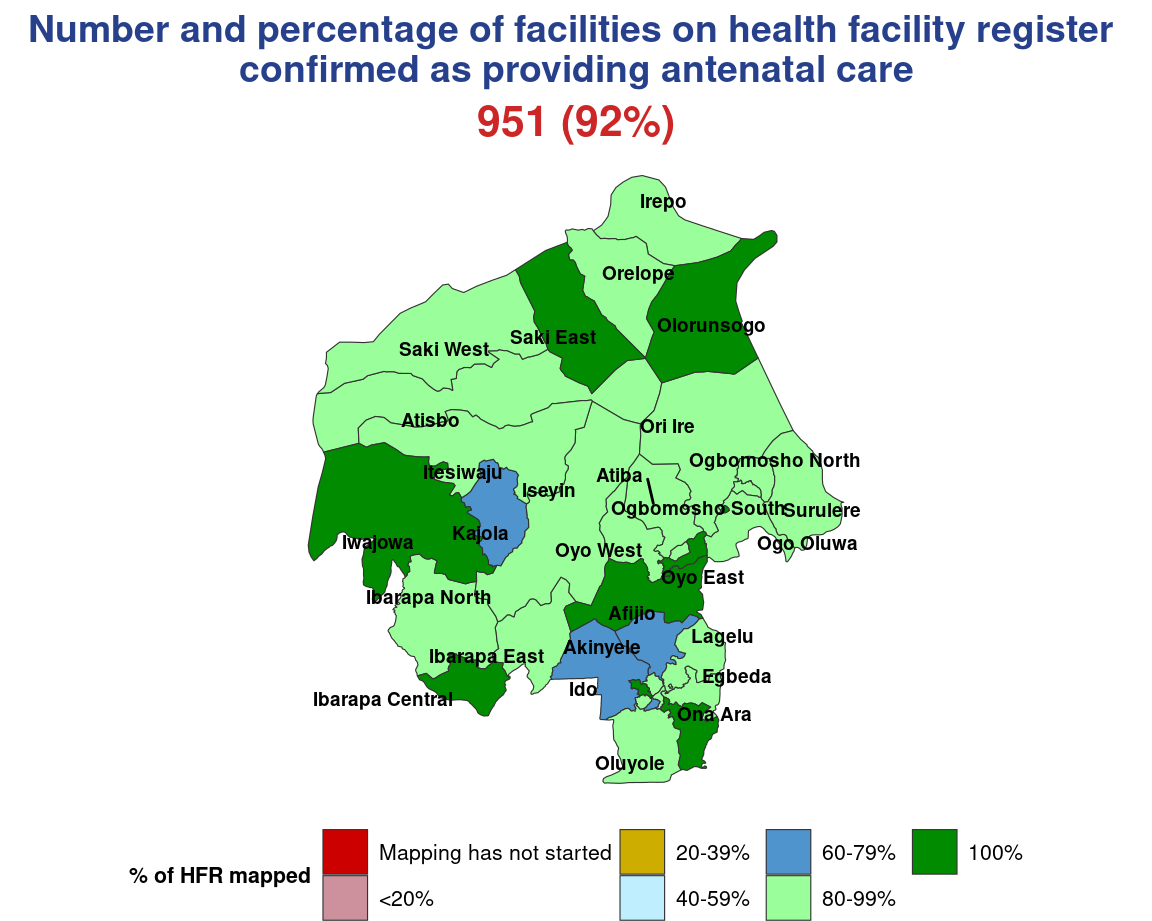 Number and percentage of facilities on health facility register
confirmed as providing antenatal care
951 (92%)
Irepo
Orelope
Olorunsogo
Saki East
Saki West
Atisbo
Ori Ire
Ogbomosho North
Itesiwaju
Atiba
Iseyin
Ogbomosho South
Surulere
Kajola
Iwajowa
Oyo West
Ogo Oluwa
Oyo East
Ibarapa North
Afijio
Lagelu
Akinyele
Ibarapa East
Egbeda
Ido
Ibarapa Central
Ona Ara
Oluyole
% of HFR mapped
Mapping has not started
<20%
20-39%
40-59%
60-79%
80-99%
100%